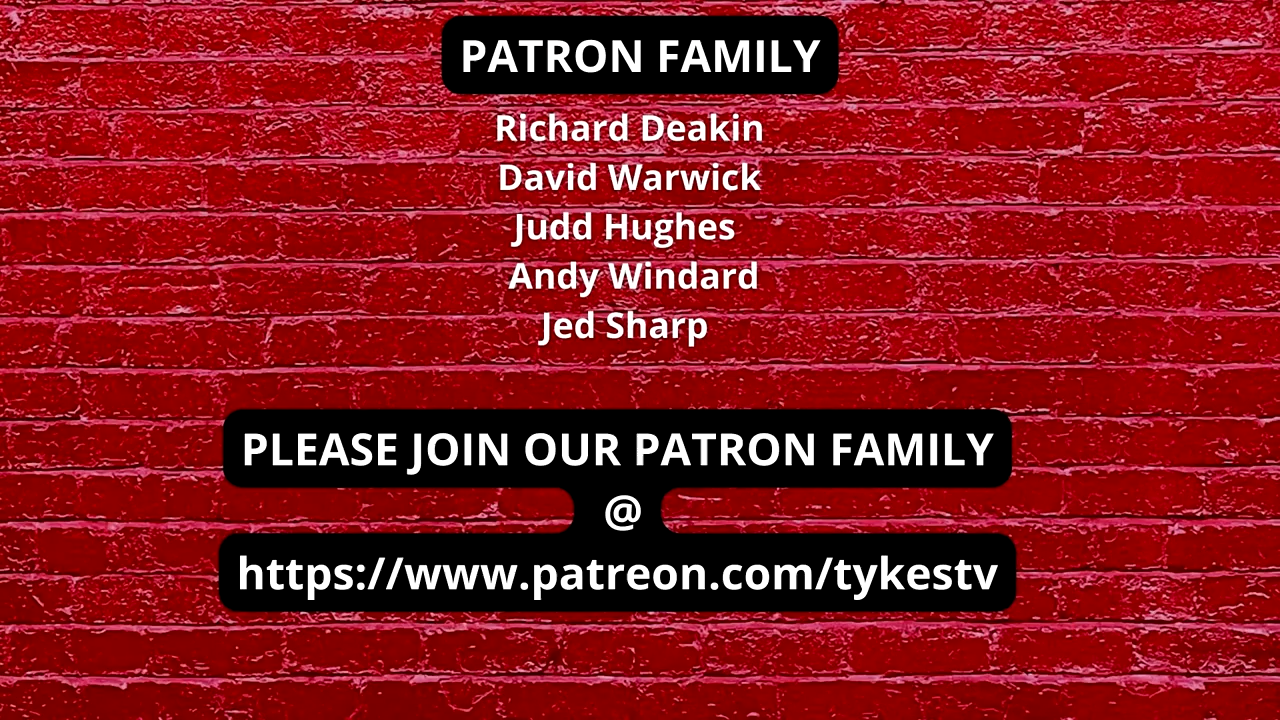 PATRON FAMILY
Richard Deakin
David Warwick
Judd Hughes
Andy Windard
Jed Sharp
PLEASE JOIN OUR PATRON FAMILY
@
https://www.patreon.com/tykestv